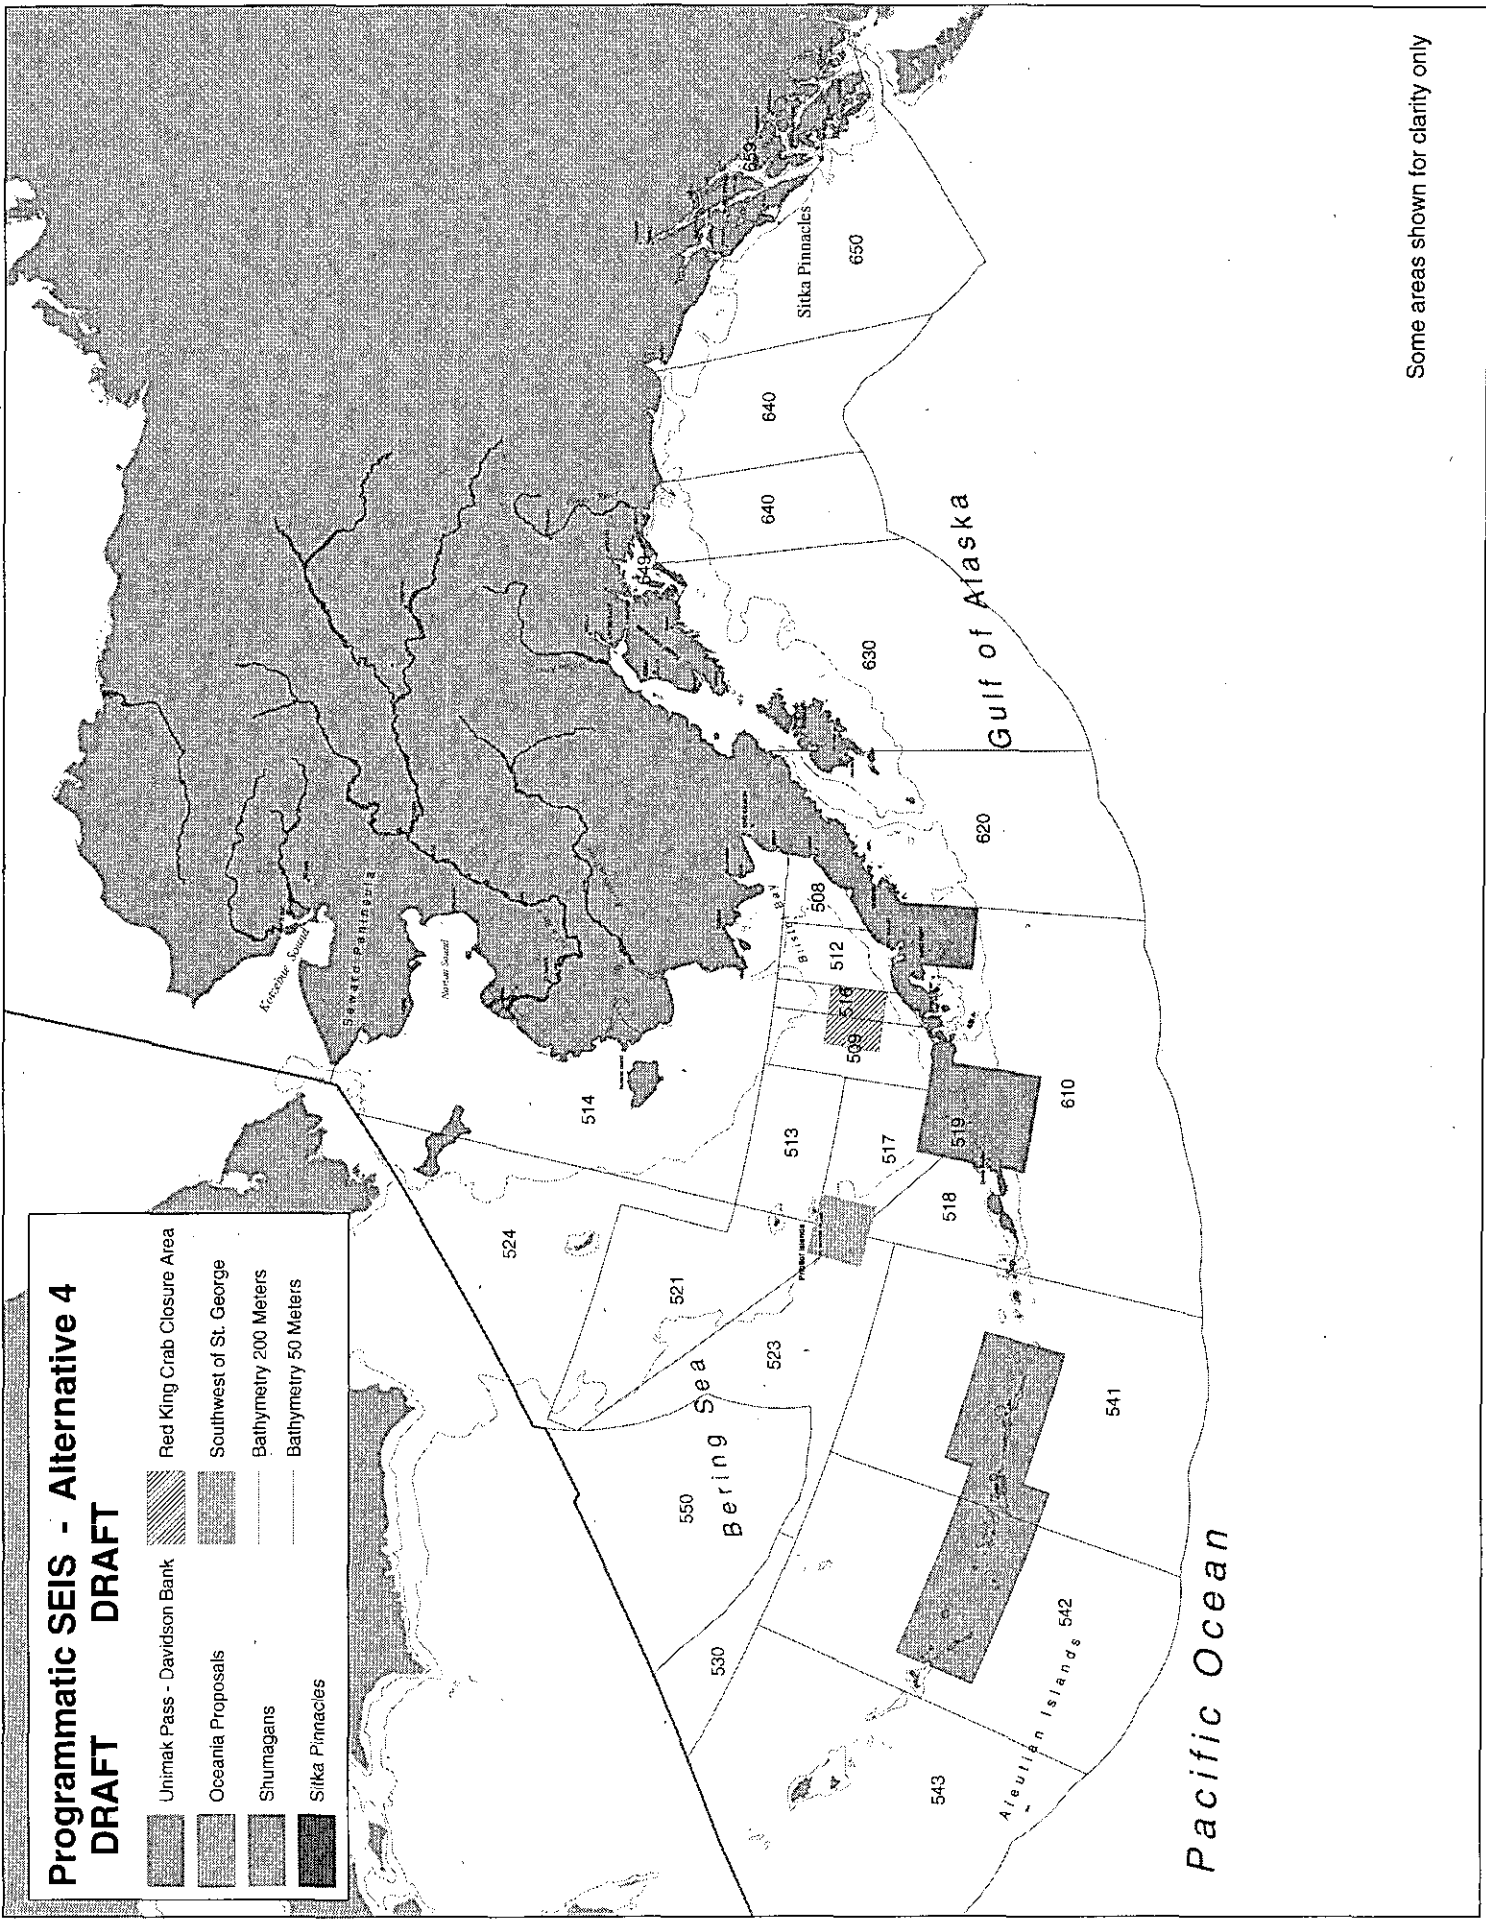 Programmatic SEIS - Alternative 4
DRAFT DRAFT
Unimak Pass - Davidson Bank
Oceania Proposals
Shumagans
Sitka Pinnacles
Red King Crab Closure Area
Southwest of St. George
Bathymetry 200 Meters
Bathymetry 50 Meters
Kotzebue Sound
Norton Sound
514
524
521
523
513
517
518
519
509
516
512
508
Bristol Bay
Pribilof Islands
Bering Sea
550
530
543
542
541
Aleutian Islands
610
620
630
640
640
649
650
659
Sitka Pinnacles
Gulf of Alaska
Pacific Ocean
Some areas shown for clarity only